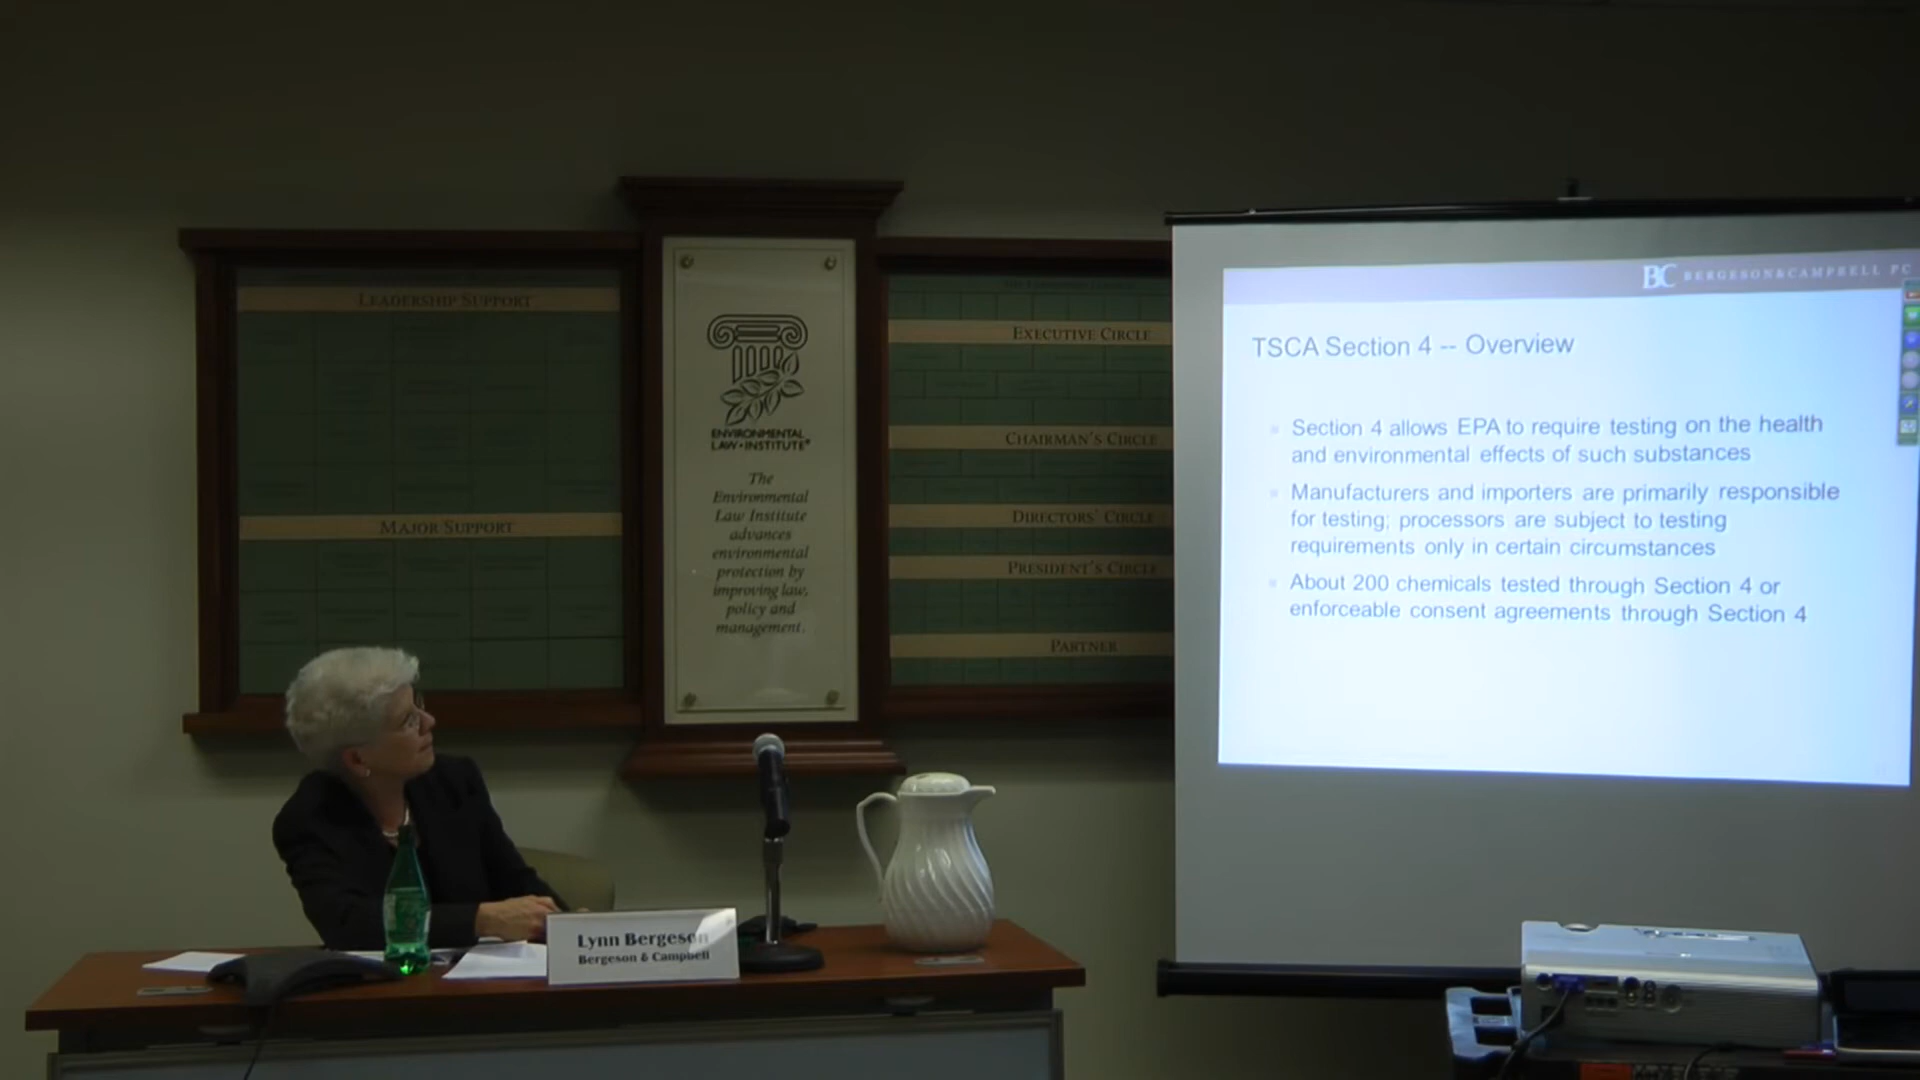 LEADERSHIP SUPPORT
MAJOR SUPPORT
ENVIRONMENTAL
LAW•INSTITUTE®
The
Environmental
Law Institute
advances
environmental
protection by
improving law,
policy and
management.
EXECUTIVE CIRCLE
CHAIRMAN'S CIRCLE
DIRECTORS' CIRCLE
PRESIDENT'S CIRCLE
PARTNER
BC BERGESON&CAMPBELL PC
TSCA Section 4 -- Overview
Section 4 allows EPA to require testing on the health
and environmental effects of such substances
Manufacturers and importers are primarily responsible
for testing; processors are subject to testing
requirements only in certain circumstances
About 200 chemicals tested through Section 4 or
enforceable consent agreements through Section 4
Lynn Bergeson
Bergeson & Campbell